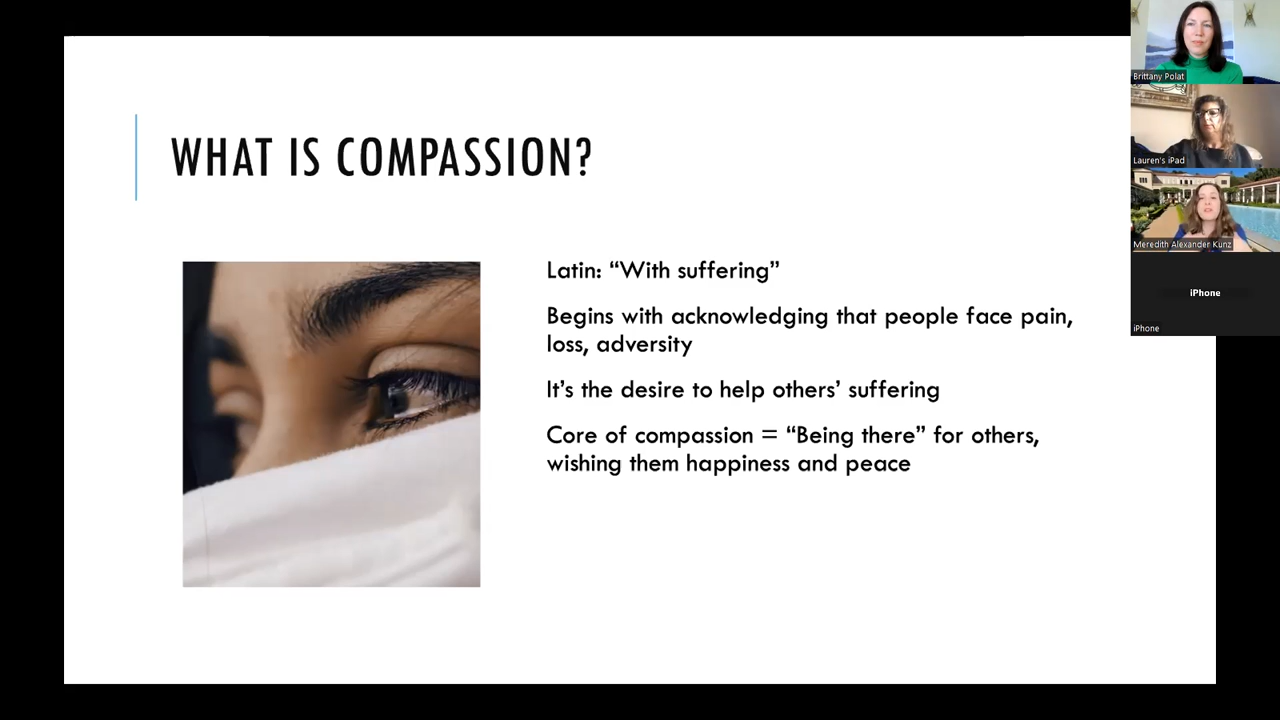 WHAT IS COMPASSION?
Latin: “With suffering”
Begins with acknowledging that people face pain,
loss, adversity
It’s the desire to help others’ suffering
Core of compassion = “Being there” for others,
wishing them happiness and peace
Brittany Polat
Lauren's iPad
Meredith Alexander Kunz
iPhone
iPhone